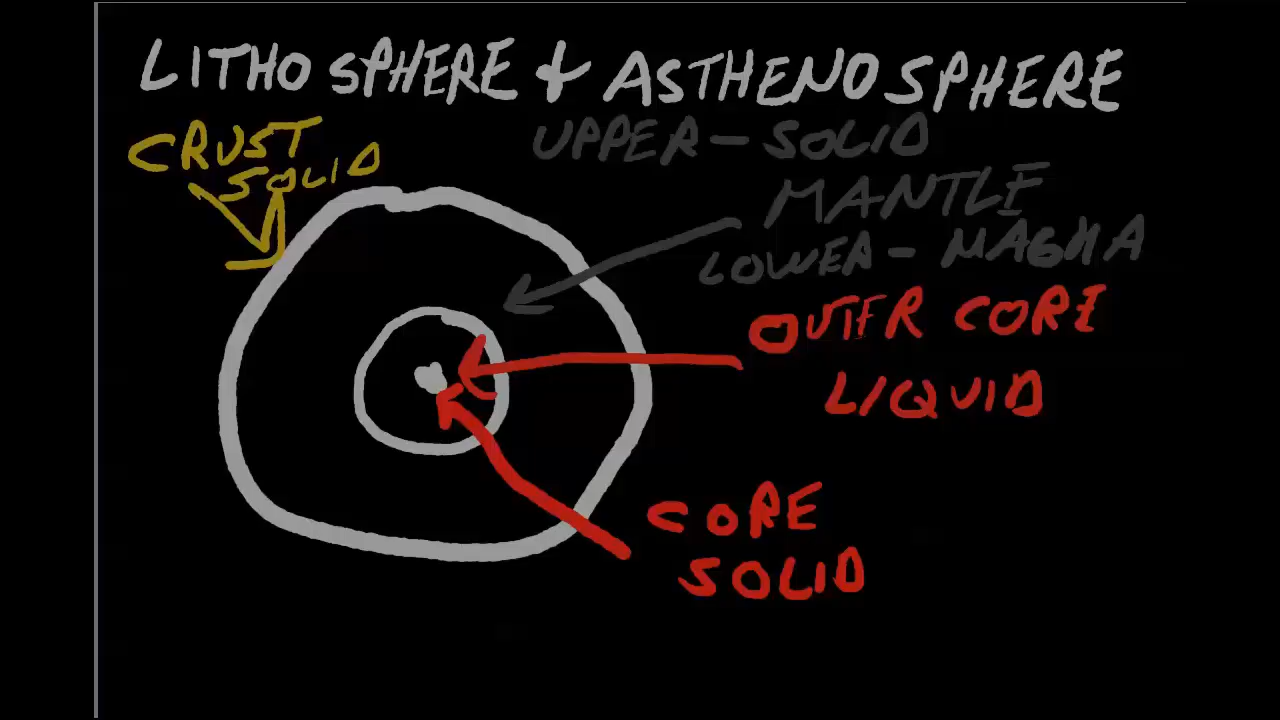 LITHOSPHERE & ASTHENOSPHERE
CRUST
SOLID
UPPER - SOLID
MANTLE
LOWER - MAGMA
OUTER CORE
LIQUID
CORE
SOLID